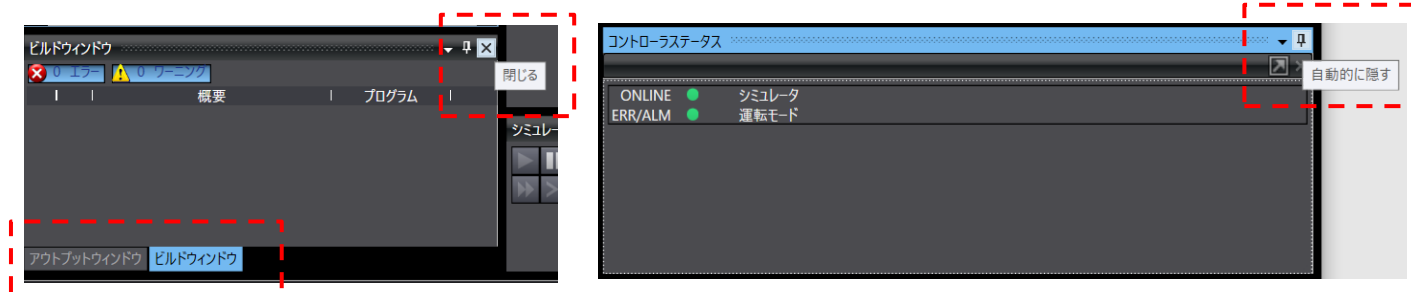 ビルドウィンドウ
閉じる
0 エラー
0 ワーニング
! 概要 プログラム
シミュレー
アウトプットウィンドウ ビルドウィンドウ
コントローラステータス
自動的に隠す
ONLINE シミュレータ
ERR/ALM 運転モード